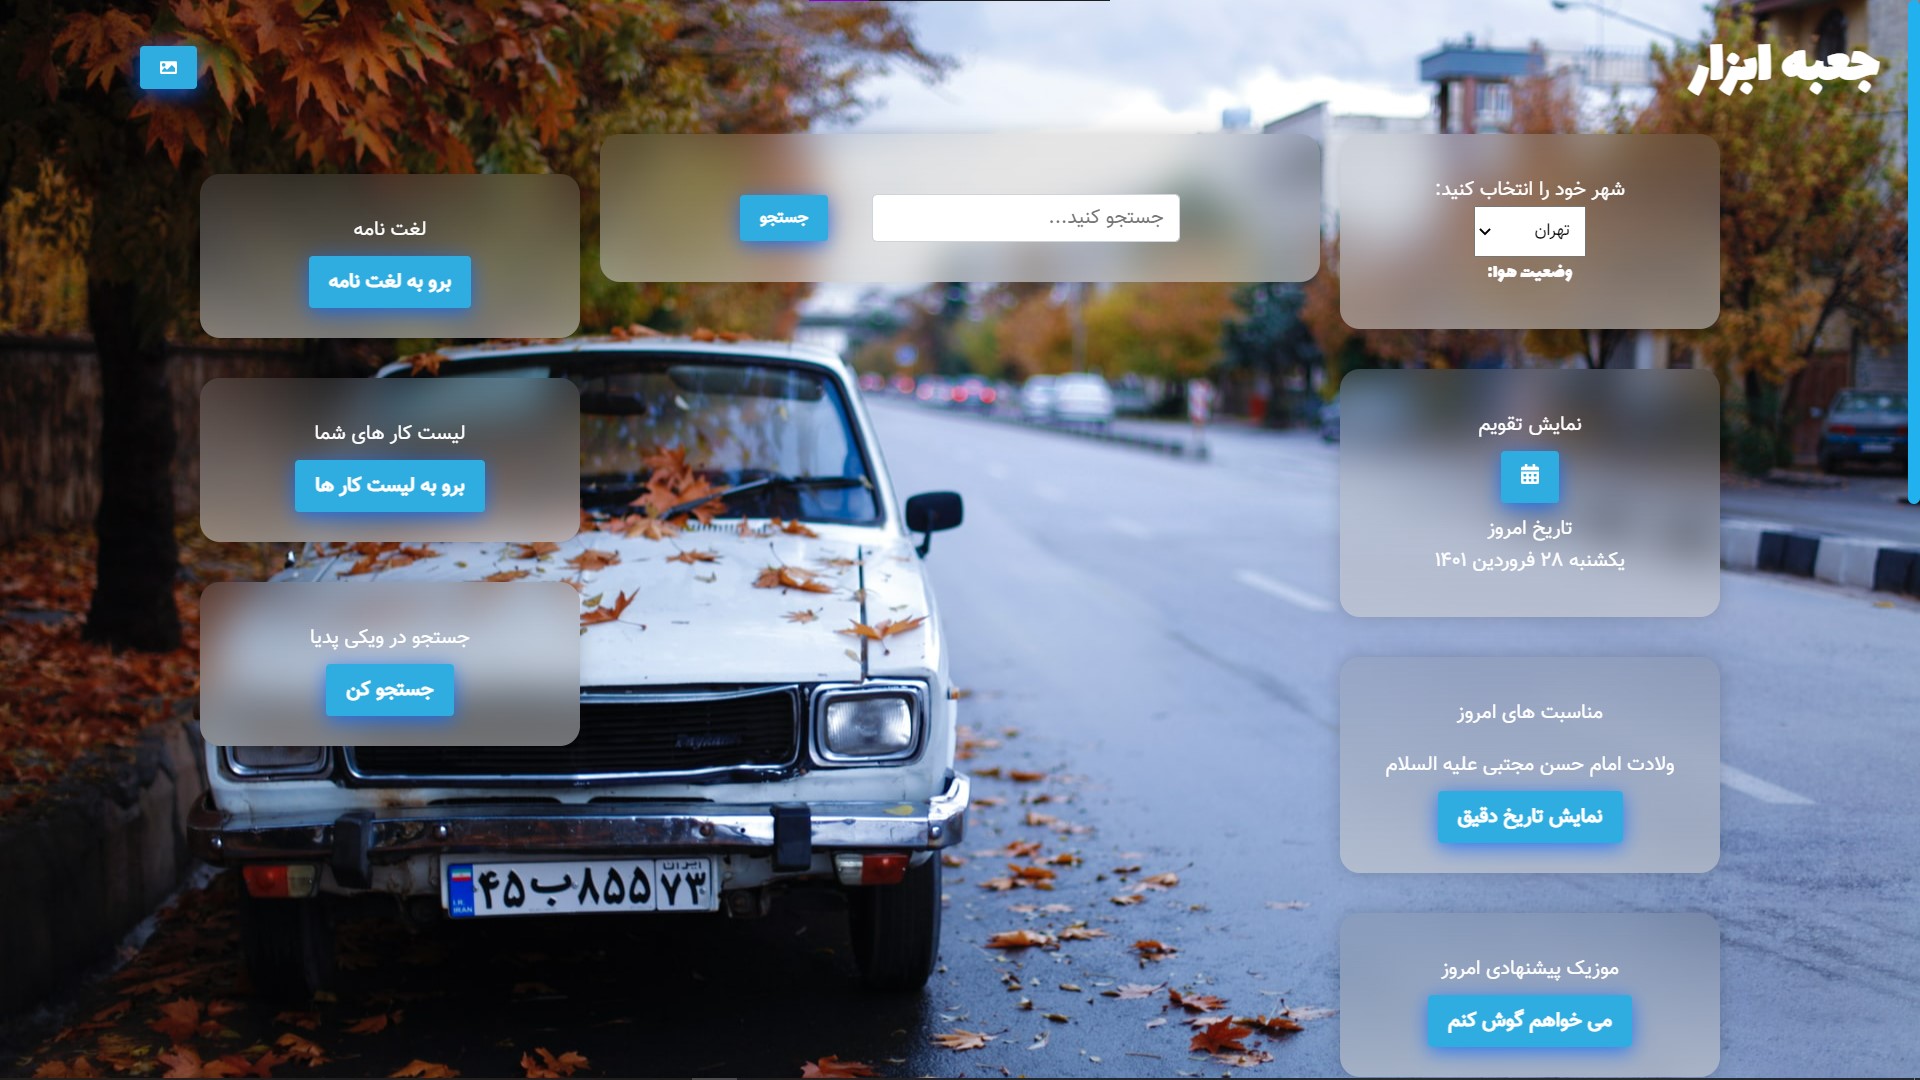 جعبه ابزار
شهر خود را انتخاب کنید:
تهران
وضعیت هوا:
جستجو کنید...
جستجو
لغت نامه
برو به لغت نامه
نمایش تقویم
تاریخ امروز
یکشنبه ۲۸ فروردین ۱۴۰۱
لیست کار های شما
برو به لیست کار ها
جستجو در ویکی پدیا
جستجو کن
مناسبت های امروز
ولادت امام حسن مجتبی علیه السلام
نمایش تاریخ دقیق
موزیک پیشنهادی امروز
می خواهم گوش کنم
ایران
۴۵ ب ۸۵۵ ۷۳
I.R.
IRAN